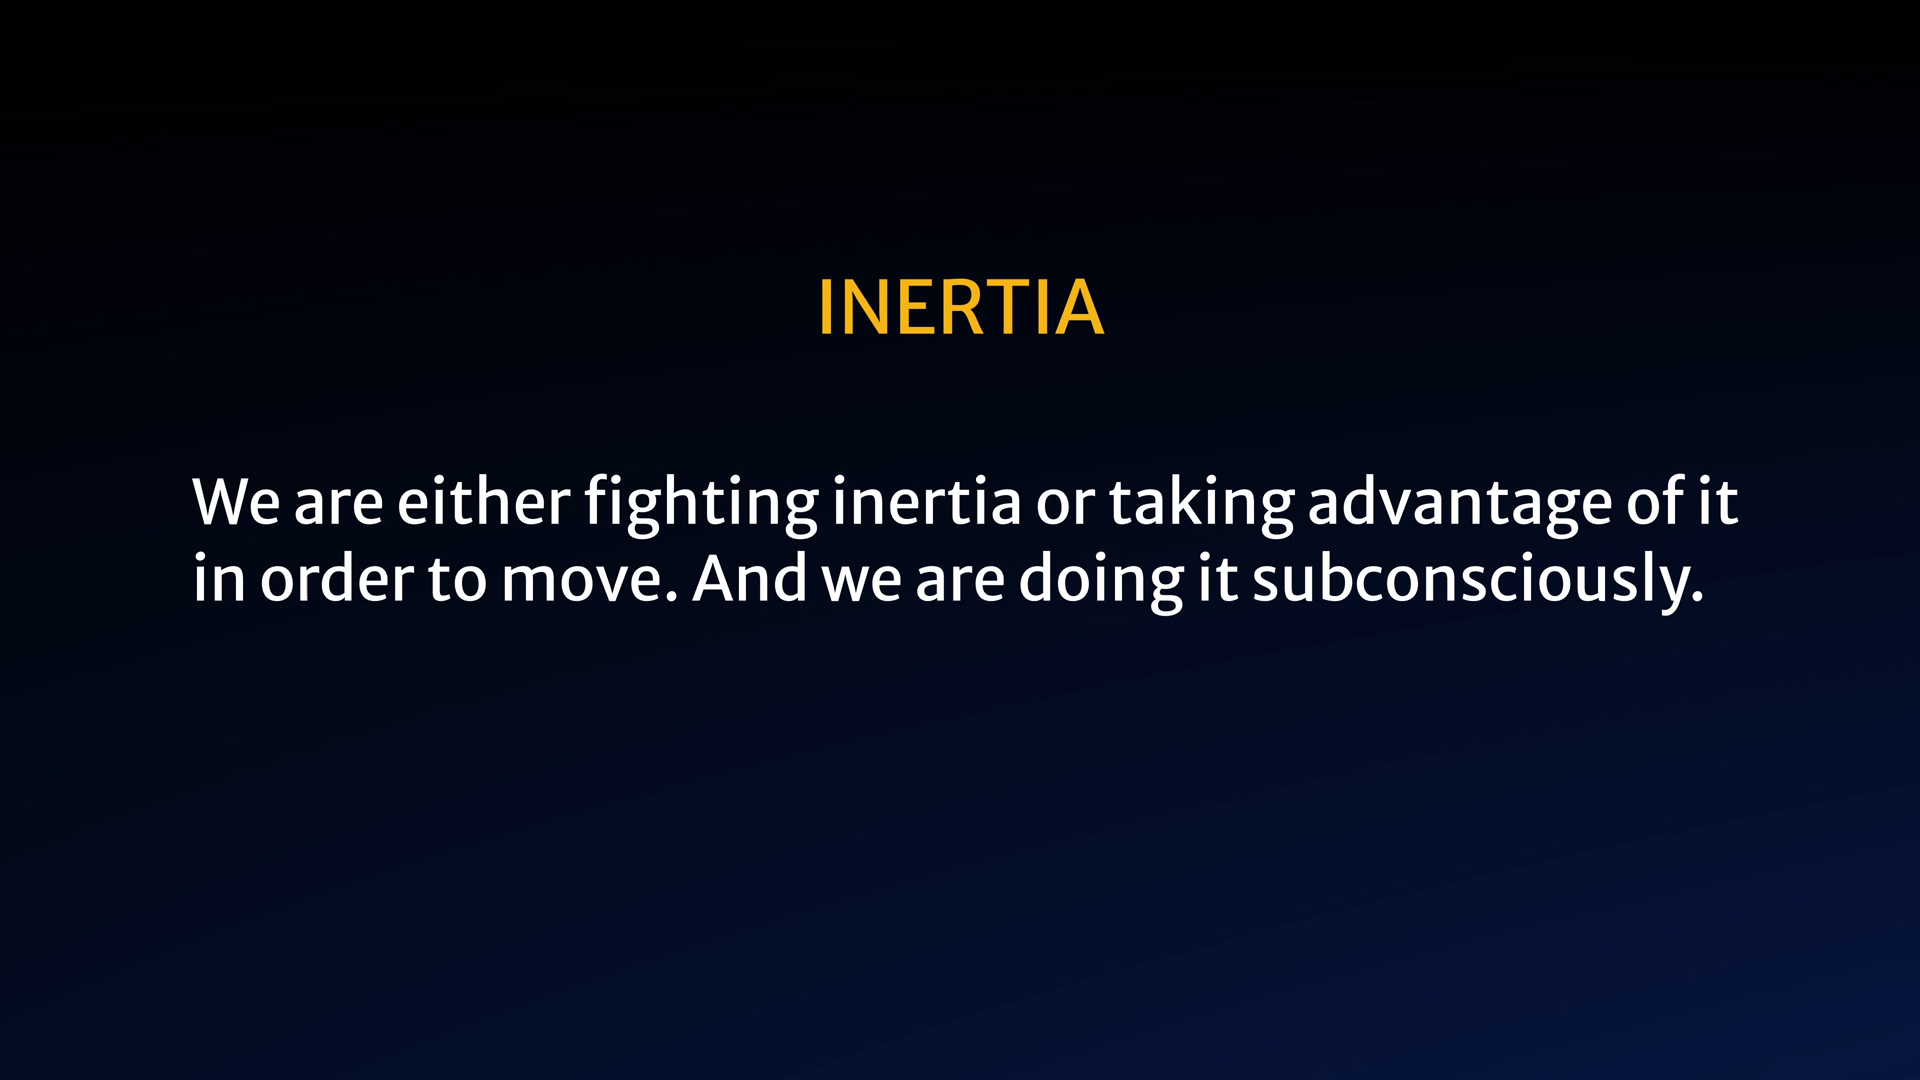 INERTIA
We are either fighting inertia or taking advantage of it
in order to move. And we are doing it subconsciously.